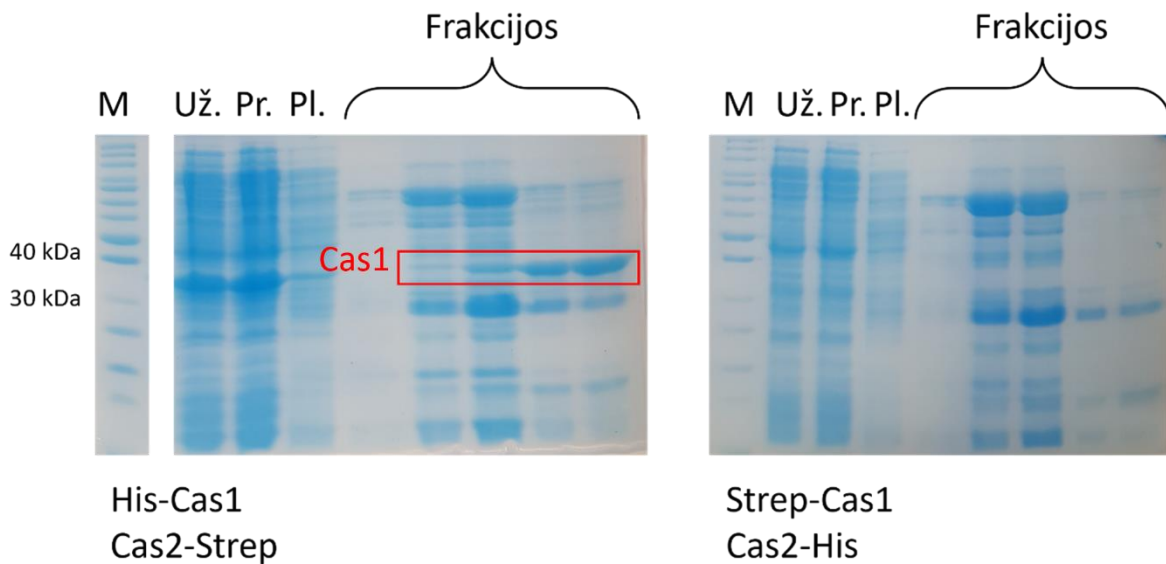 Frakcijos
Frakcijos
M Už. Pr. Pl.
M Už. Pr. Pl.
40 kDa
Cas1
30 kDa
His-Cas1
Cas2-Strep
Strep-Cas1
Cas2-His